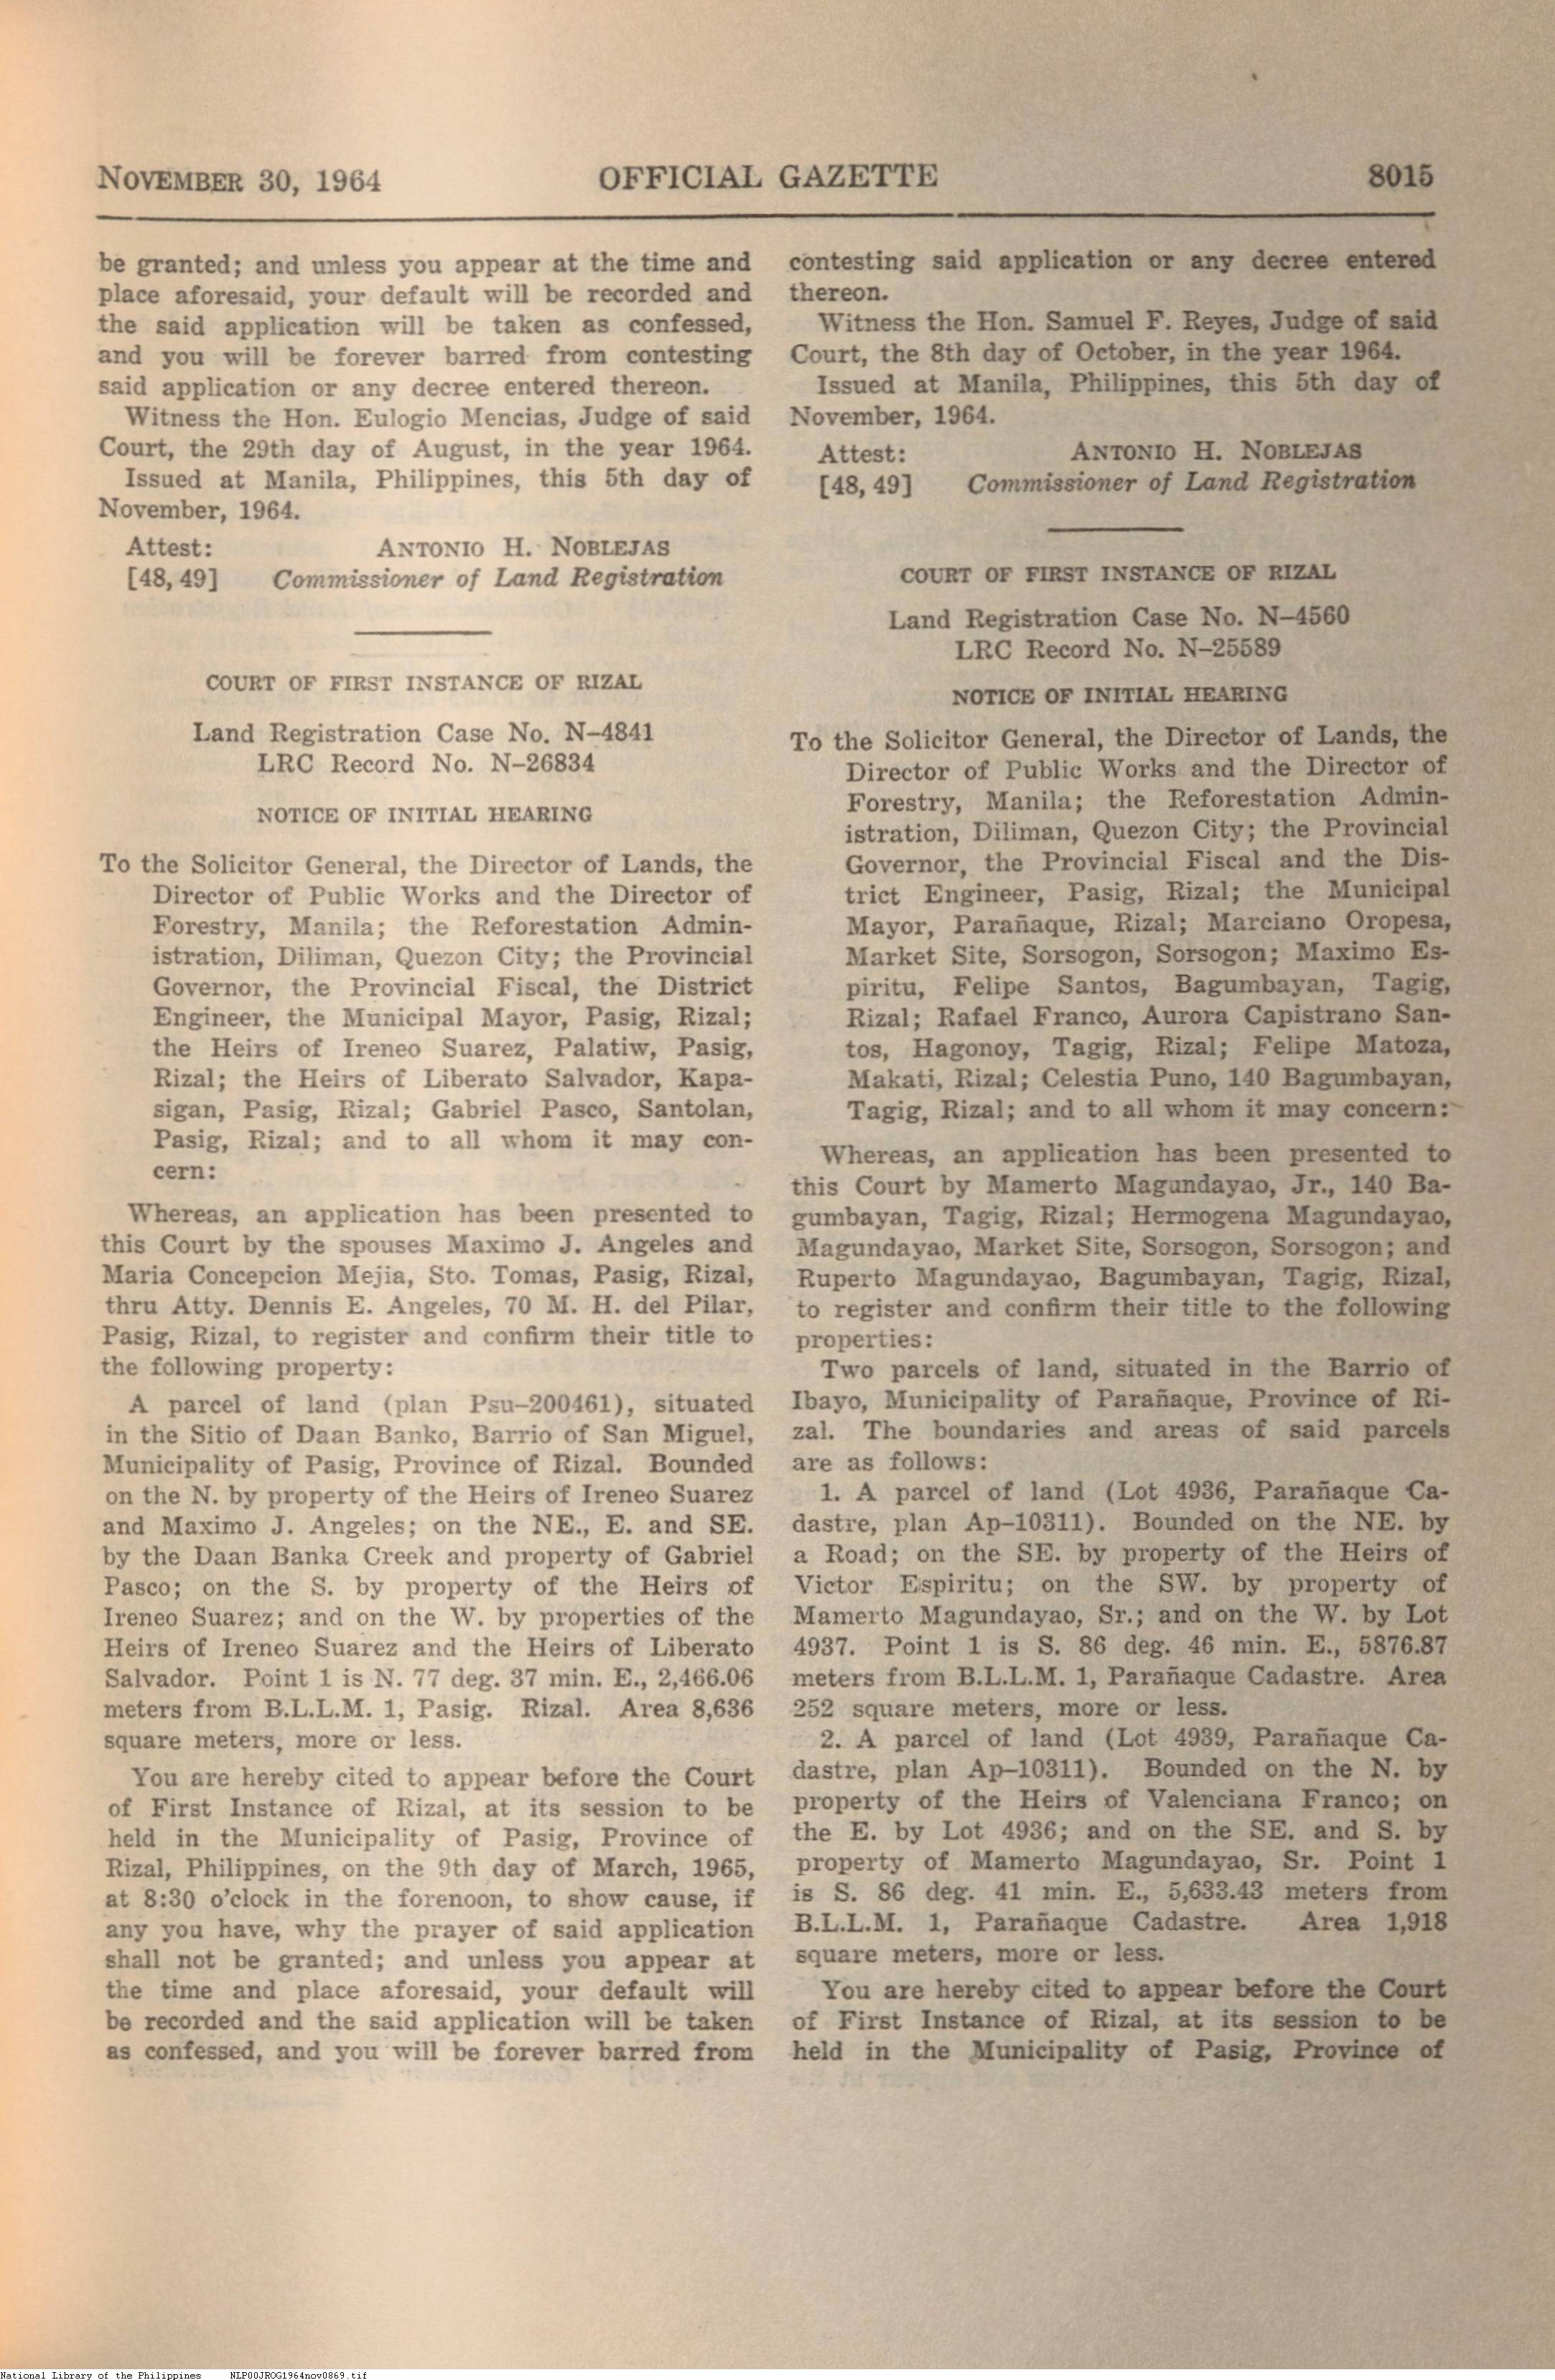 NOVEMBER 30, 1964 OFFICIAL GAZETTE 8015
be granted; and unless you appear at the time and
place aforesaid, your default will be recorded and
the said application will be taken as confessed,
and you will be forever barred from contesting
said application or any decree entered thereon.
Witness the Hon. Eulogio Mencias, Judge of said
Court, the 29th day of August, in the year 1964.
Issued at Manila, Philippines, this 5th day of
November, 1964.
Attest: ANTONIO H. NOBLEJAS
[48, 49] Commissioner of Land Registration
COURT OF FIRST INSTANCE OF RIZAL
Land Registration Case No. N–4841
LRC Record No. N–26834
NOTICE OF INITIAL HEARING
To the Solicitor General, the Director of Lands, the
Director of Public Works and the Director of
Forestry, Manila; the Reforestation Admin-
istration, Diliman, Quezon City; the Provincial
Governor, the Provincial Fiscal, the District
Engineer, the Municipal Mayor, Pasig, Rizal;
the Heirs of Ireneo Suarez, Palatiw, Pasig,
Rizal; the Heirs of Liberato Salvador, Kapa-
sigan, Pasig, Rizal; Gabriel Pasco, Santolan,
Pasig, Rizal; and to all whom it may con-
cern:
Whereas, an application has been presented to
this Court by the spouses Maximo J. Angeles and
Maria Concepcion Mejia, Sto. Tomas, Pasig, Rizal,
thru Atty. Dennis E. Angeles, 70 M. H. del Pilar,
Pasig, Rizal, to register and confirm their title to
the following property:
A parcel of land (plan Psu–200461), situated
in the Sitio of Daan Banko, Barrio of San Miguel,
Municipality of Pasig, Province of Rizal. Bounded
on the N. by property of the Heirs of Ireneo Suarez
and Maximo J. Angeles; on the NE., E. and SE.
by the Daan Banka Creek and property of Gabriel
Pasco; on the S. by property of the Heirs of
Ireneo Suarez; and on the W. by properties of the
Heirs of Ireneo Suarez and the Heirs of Liberato
Salvador. Point 1 is N. 77 deg. 37 min. E., 2,466.06
meters from B.L.L.M. 1, Pasig. Rizal. Area 8,636
square meters, more or less.
You are hereby cited to appear before the Court
of First Instance of Rizal, at its session to be
held in the Municipality of Pasig, Province of
Rizal, Philippines, on the 9th day of March, 1965,
at 8:30 o'clock in the forenoon, to show cause, if
any you have, why the prayer of said application
shall not be granted; and unless you appear at
the time and place aforesaid, your default will
be recorded and the said application will be taken
as confessed, and you will be forever barred from
contesting said application or any decree entered
thereon.
Witness the Hon. Samuel F. Reyes, Judge of said
Court, the 8th day of October, in the year 1964.
Issued at Manila, Philippines, this 5th day of
November, 1964.
Attest: ANTONIO H. NOBLEJAS
[48, 49] Commissioner of Land Registration
COURT OF FIRST INSTANCE OF RIZAL
Land Registration Case No. N–4560
LRC Record No. N–25589
NOTICE OF INITIAL HEARING
To the Solicitor General, the Director of Lands, the
Director of Public Works and the Director of
Forestry, Manila; the Reforestation Admin-
istration, Diliman, Quezon City; the Provincial
Governor, the Provincial Fiscal and the Dis-
trict Engineer, Pasig, Rizal; the Municipal
Mayor, Parañaque, Rizal; Marciano Oropesa,
Market Site, Sorsogon, Sorsogon; Maximo Es-
piritu, Felipe Santos, Bagumbayan, Tagig,
Rizal; Rafael Franco, Aurora Capistrano San-
tos, Hagonoy, Tagig, Rizal; Felipe Matoza,
Makati, Rizal; Celestia Puno, 140 Bagumbayan,
Tagig, Rizal; and to all whom it may concern:
Whereas, an application has been presented to
this Court by Mamerto Magundayao, Jr., 140 Ba-
gumbayan, Tagig, Rizal; Hermogena Magundayao,
Magundayao, Market Site, Sorsogon, Sorsogon; and
Ruperto Magundayao, Bagumbayan, Tagig, Rizal,
to register and confirm their title to the following
properties:
Two parcels of land, situated in the Barrio of
Ibayo, Municipality of Parañaque, Province of Ri-
zal. The boundaries and areas of said parcels
are as follows:
1. A parcel of land (Lot 4936, Parañaque Ca-
dastre, plan Ap–10311). Bounded on the NE. by
a Road; on the SE. by property of the Heirs of
Victor Espiritu; on the SW. by property of
Mamerto Magundayao, Sr.; and on the W. by Lot
4937. Point 1 is S. 86 deg. 46 min. E., 5876.87
meters from B.L.L.M. 1, Parañaque Cadastre. Area
252 square meters, more or less.
2. A parcel of land (Lot 4939, Parañaque Ca-
dastre, plan Ap–10311). Bounded on the N. by
property of the Heirs of Valenciana Franco; on
the E. by Lot 4936; and on the SE. and S. by
property of Mamerto Magundayao, Sr. Point 1
is S. 86 deg. 41 min. E., 5,633.43 meters from
B.L.L.M. 1, Parañaque Cadastre. Area 1,918
square meters, more or less.
You are hereby cited to appear before the Court
of First Instance of Rizal, at its session to be
held in the Municipality of Pasig, Province of
National Library of the Philippines NLP00JROG1964nov0869.tif